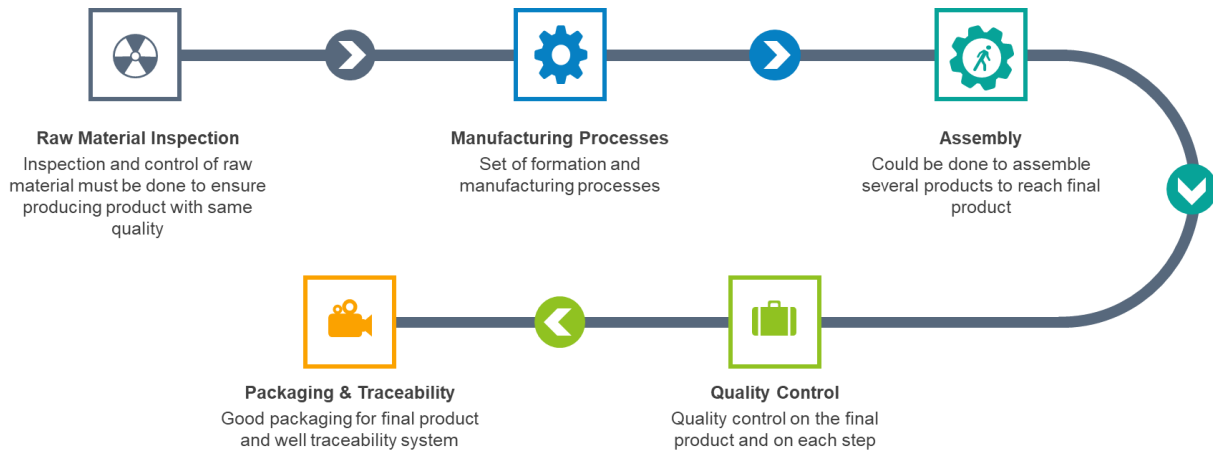 Raw Material Inspection
Inspection and control of raw
material must be done to ensure
producing product with same
quality
Manufacturing Processes
Set of formation and
manufacturing processes
Assembly
Could be done to assemble
several products to reach final
product
Packaging & Traceability
Good packaging for final product
and well traceability system
Quality Control
Quality control on the final
product and on each step